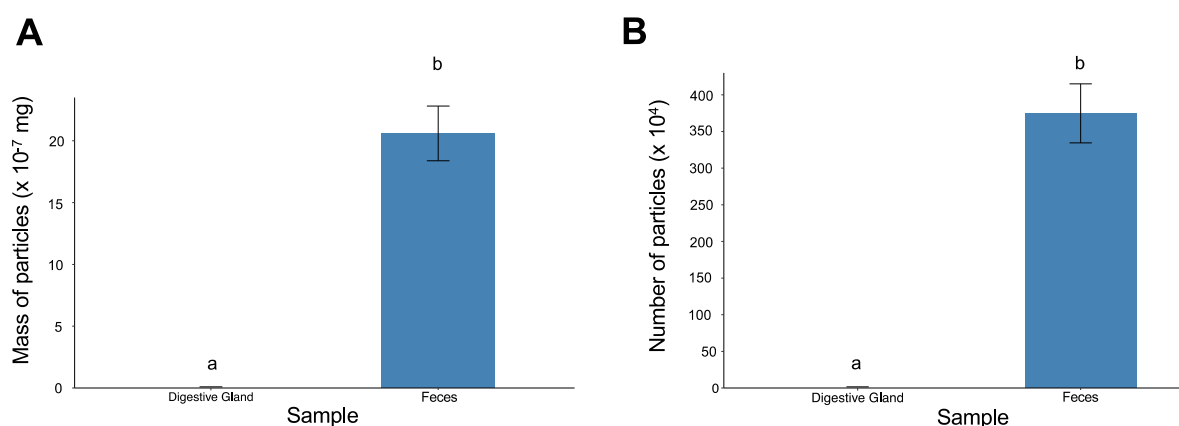 A
Mass of particles (x 10⁻⁷ mg)
20
15
10
5
0
a
b
Digestive Gland
Feces
Sample
B
Number of particles (x 10⁴)
400
350
300
250
200
150
100
50
0
a
b
Digestive Gland
Feces
Sample